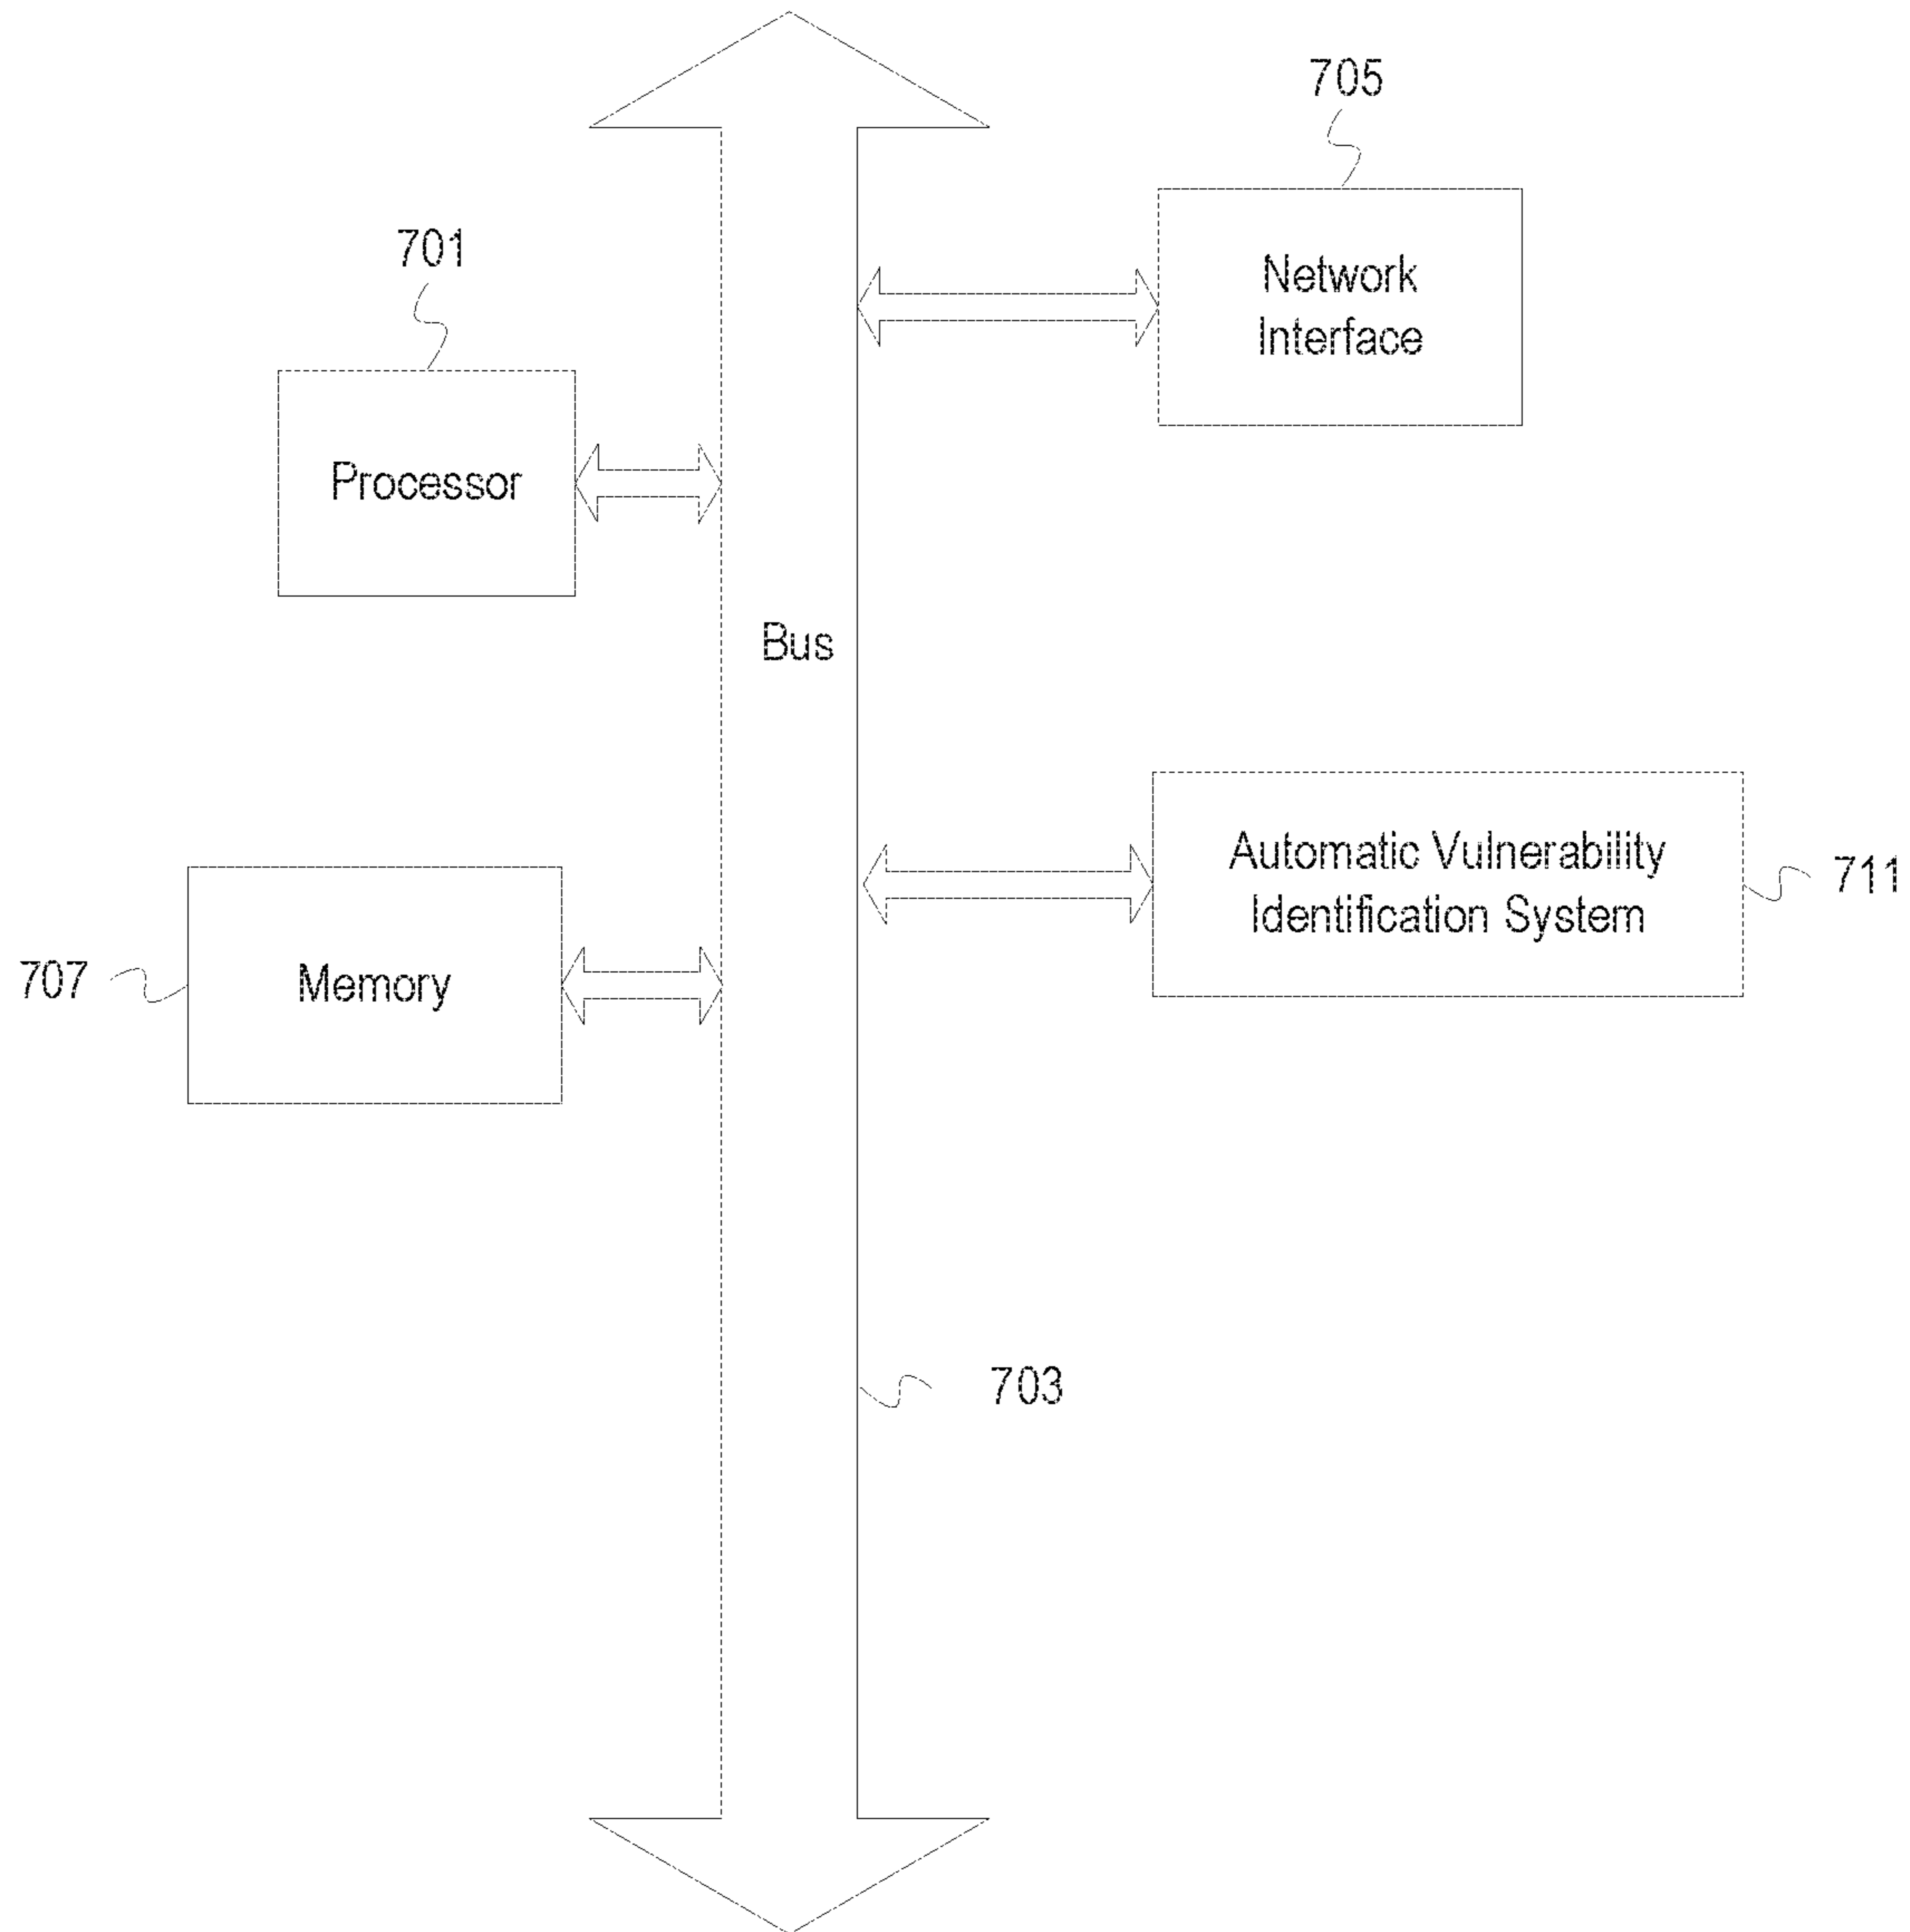 705
701
Network
Interface
Processor
Bus
Automatic Vulnerability
Identification System
711
707
Memory
703